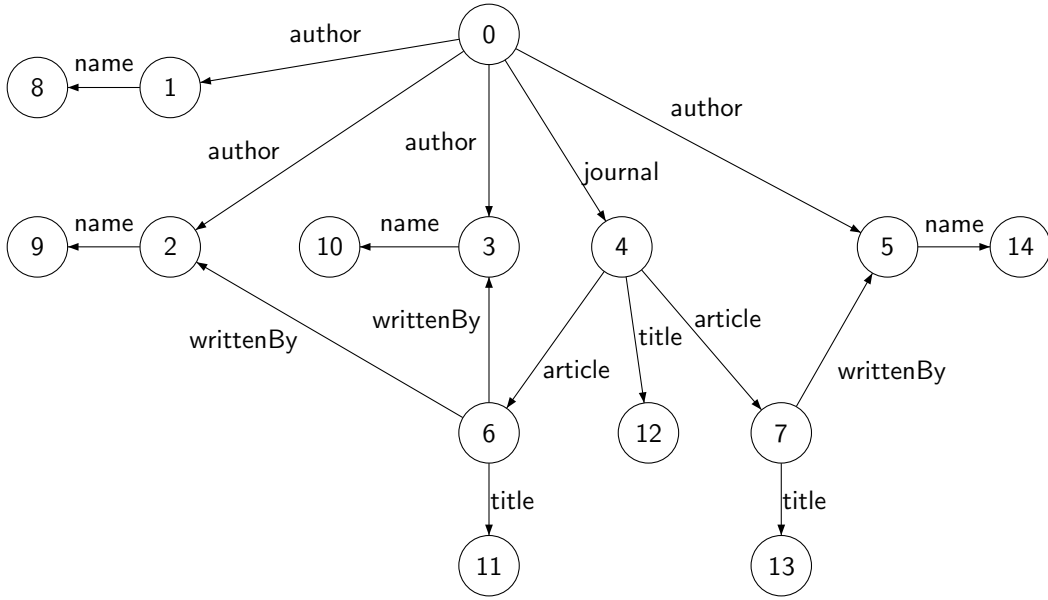 0
author
name
8
1
author
author
author
journal
name
name
name
9
2
10
3
4
5
14
writtenBy
writtenBy
article
title
article
writtenBy
6
12
7
title
title
11
13